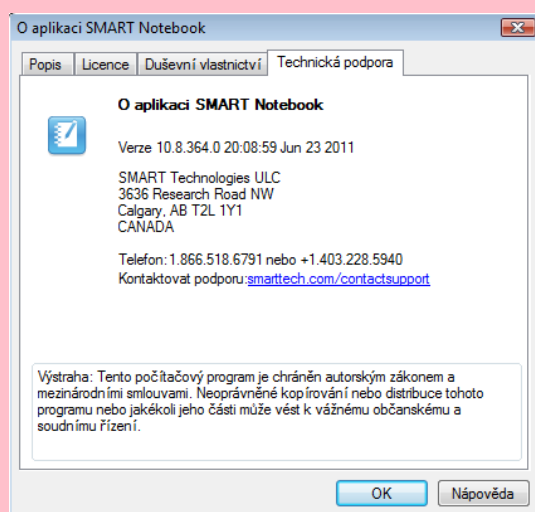 O aplikaci SMART Notebook
Popis Licence Duševní vlastnictví Technická podpora
O aplikaci SMART Notebook
Verze 10.8.364.0 20:08:59 Jun 23 2011
SMART Technologies ULC
3636 Research Road NW
Calgary, AB T2L 1Y1
CANADA
Telefon: 1.866.518.6791 nebo +1.403.228.5940
Kontaktovat podporu:smarttech.com/contactsupport
Výstraha: Tento počítačový program je chráněn autorským zákonem a
mezinárodními smlouvami. Neoprávněné kopírování nebo distribuce tohoto
programu nebo jakékoli jeho části může vést k vážnému občanskému a
soudnímu řízení.
OK Nápověda